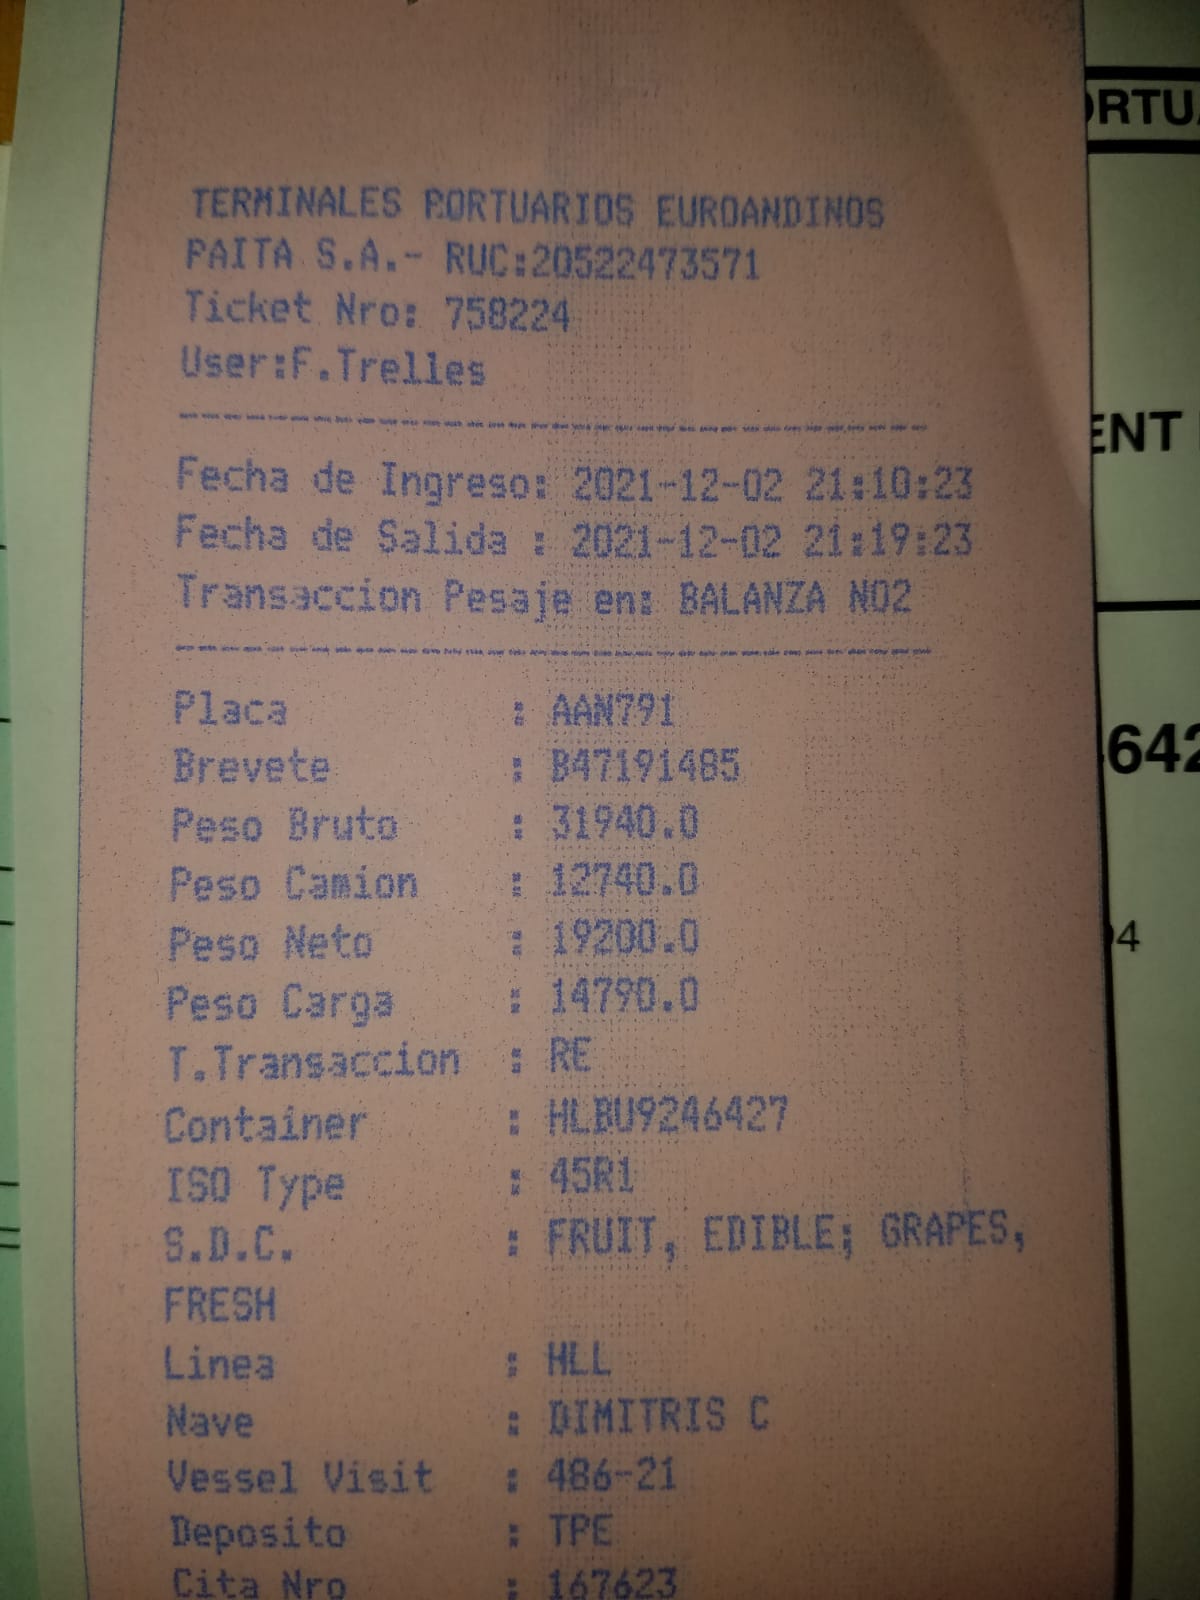 TERMINALES PORTUARIOS EUROANDINOS
PAITA S.A.- RUC:20522473571
Ticket Nro: 758224
User:F.Trelles
--------------------------------
Fecha de Ingreso: 2021-12-02 21:10:23
Fecha de Salida : 2021-12-02 21:19:23
Transaccion Pesaje en: BALANZA NO2
--------------------------------
Placa : AAN791
Brevete : B47191485
Peso Bruto : 31940.0
Peso Camion : 12740.0
Peso Neto : 19200.0
Peso Carga : 14790.0
T.Transaccion : RE
Container : HLBU9246427
ISO Type : 45R1
S.D.C. : FRUIT, EDIBLE; GRAPES,
FRESH
Linea : HLL
Nave : DIMITRIS C
Vessel Visit : 486-21
Deposito : TPE
Cita Nro : 167623
ORTUA
ENT
642
04